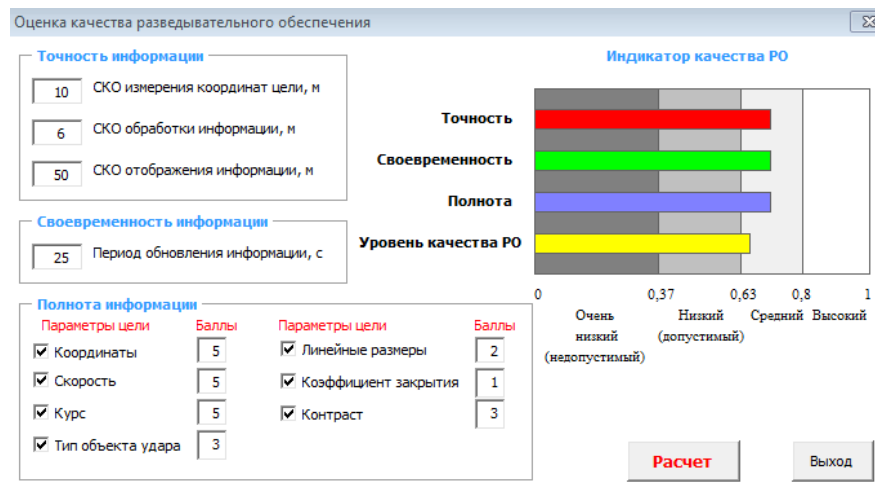 Оценка качества разведывательного обеспечения
Точность информации
10 СКО измерения координат цели, м
6 СКО обработки информации, м
50 СКО отображения информации, м
Своевременность информации
25 Период обновления информации, с
Полнота информации
Параметры цели Баллы Параметры цели Баллы
Координаты 5 Линейные размеры 2
Скорость 5 Коэффициент закрытия 1
Курс 5 Контраст 3
Тип объекта удара 3
Индикатор качества РО
Точность
Своевременность
Полнота
Уровень качества РО
0 0,37 0,63 0,8 1
Очень Низкий Средний Высокий
низкий (допустимый)
(недопустимый)
Расчет Выход